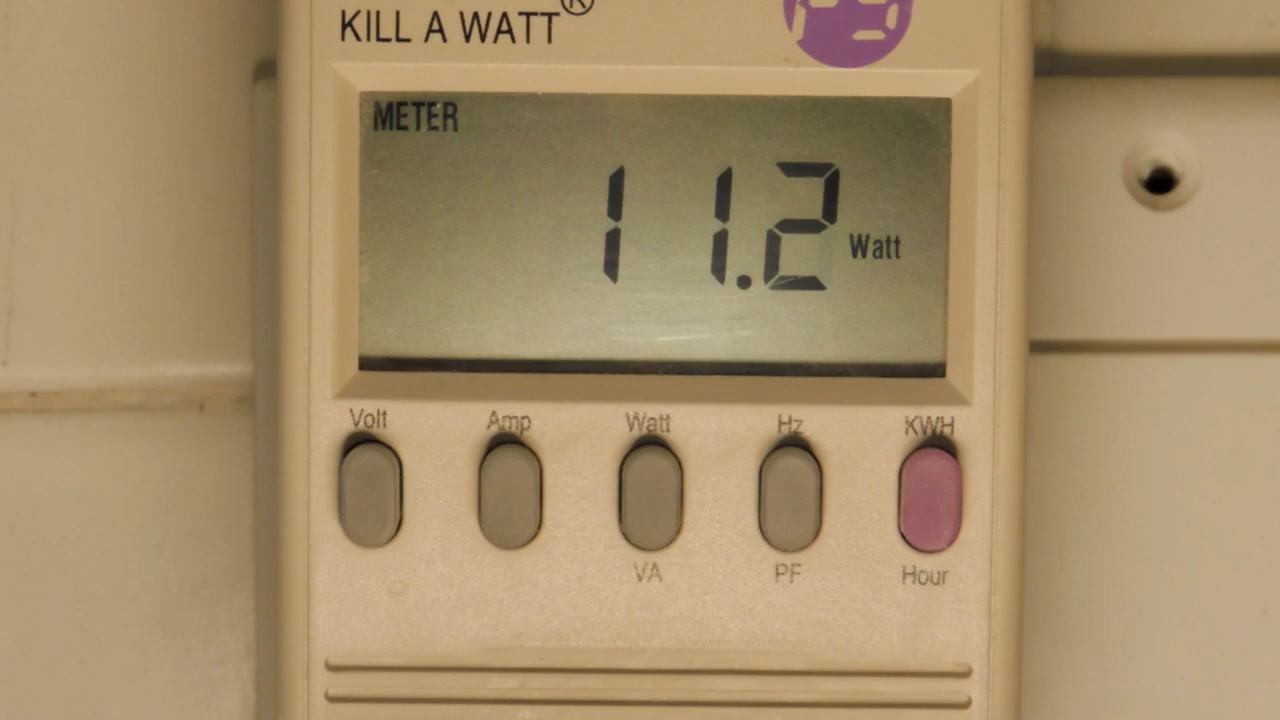 KILL A WATT®
METER
11.2 Watt
Volt Amp Watt Hz KWH
VA PF Hour